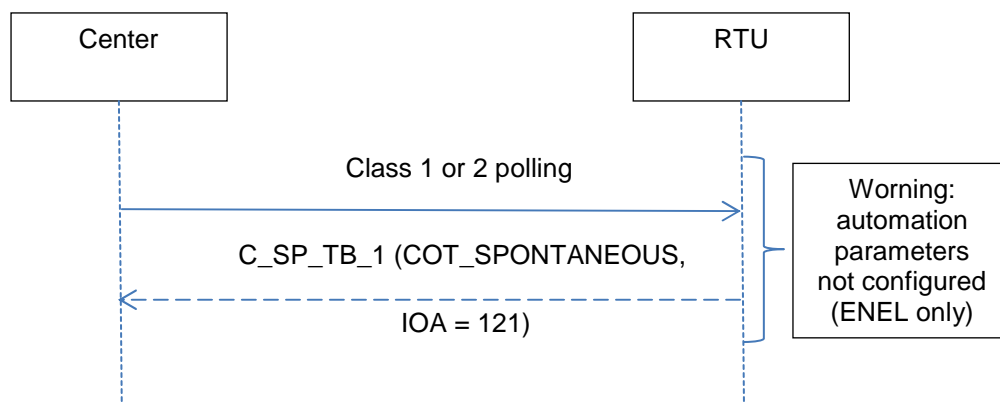 Center
RTU
Class 1 or 2 polling
C_SP_TB_1 (COT_SPONTANEOUS,
IOA = 121)
Worning:
automation
parameters
not configured
(ENEL only)